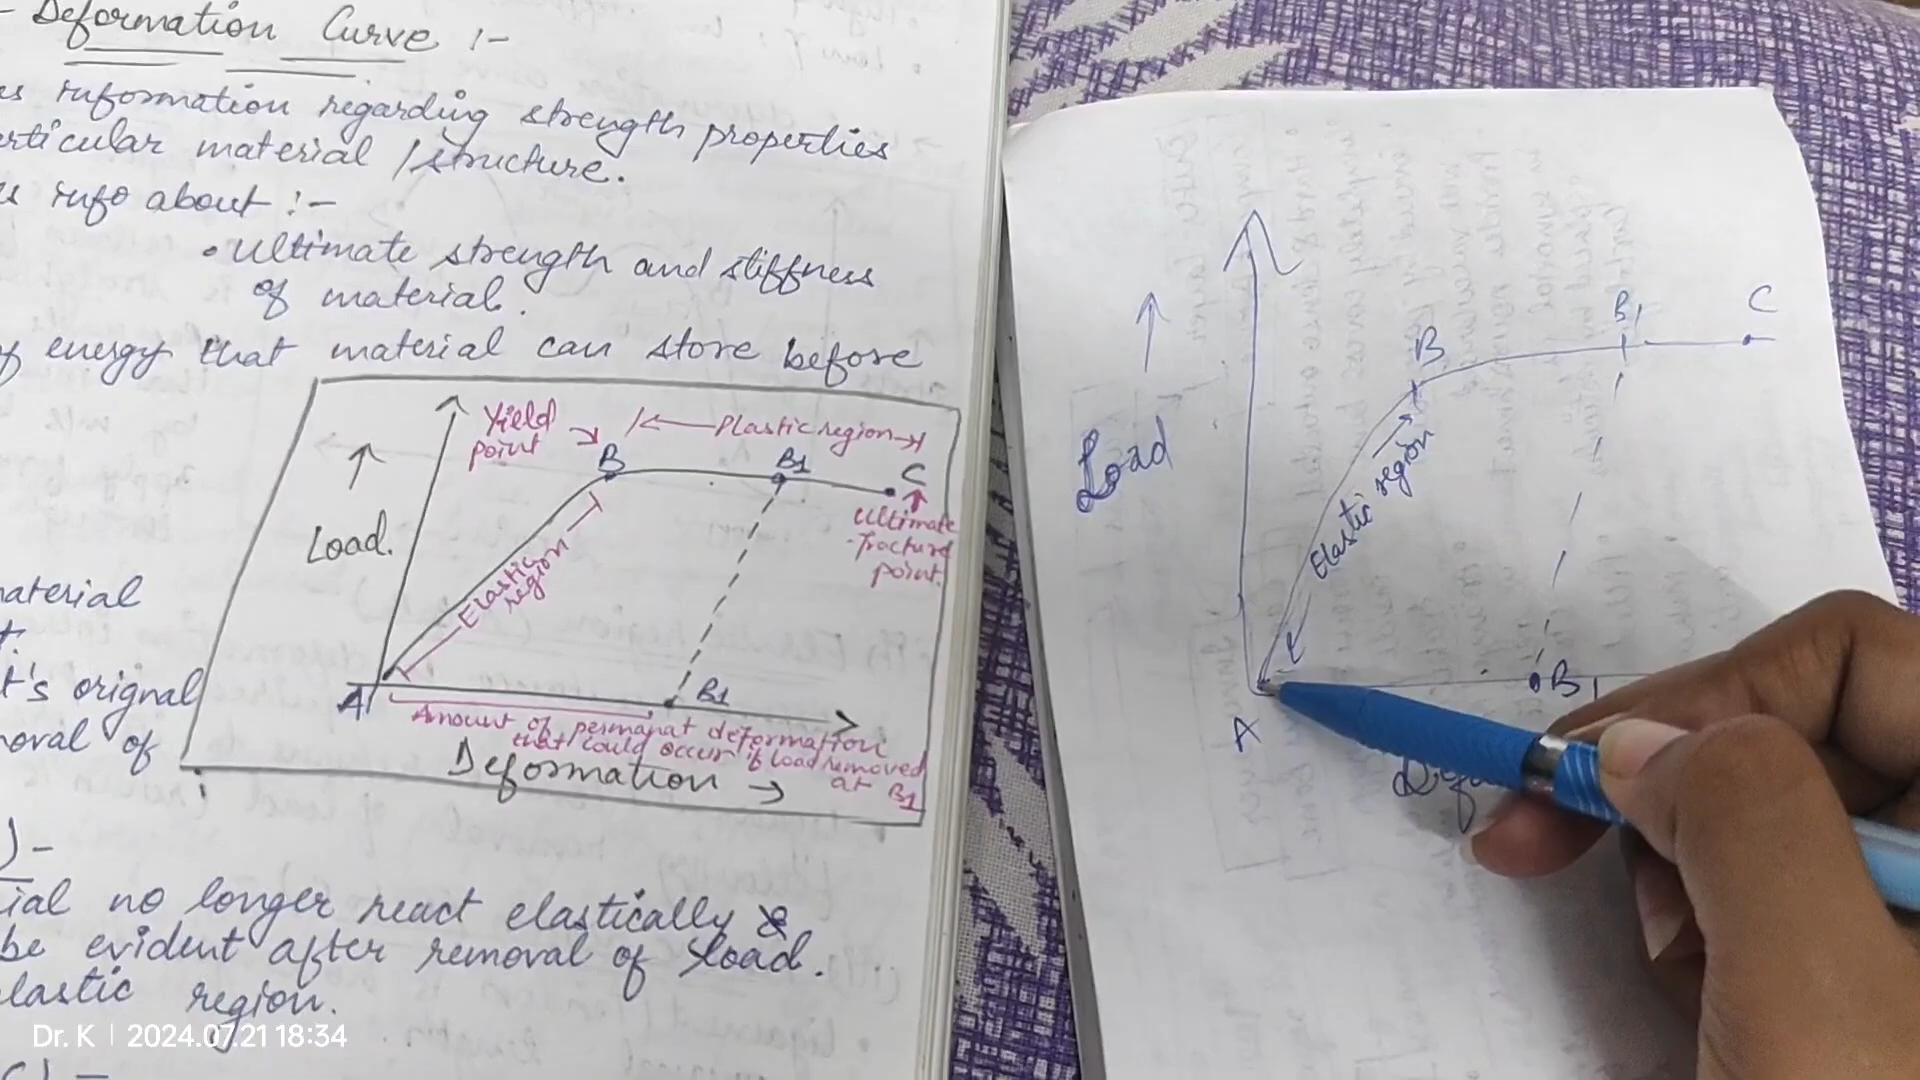 Deformation Curve :-
information regarding strength properties
material / structure.
info about :-
• Ultimate strength and stiffness
of material.
energy that material can store before
Yield
point
Plastic region
B
B1
C
Load.
Elastic
region
Ultimate
fracture
point.
A
B1
Amount of permanat deformation
that could occur if load removed
at B1
Deformation →
aterial
t's orignal
oval of
) -
ial no longer react elastically &
be evident after removal of load.
lastic region.
Dr. K | 2024.07.21 18:34
Load
B
B1
C
Elastic region
B1
A